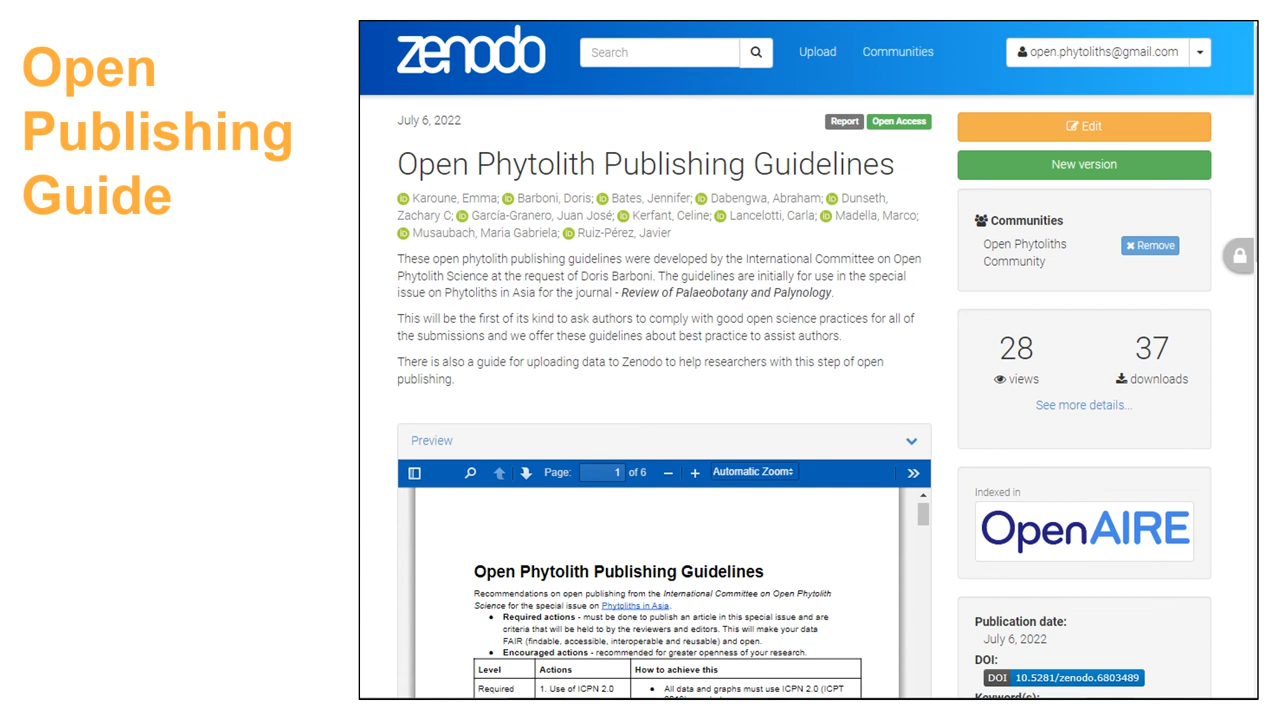 Open
Publishing
Guide
zenodo
Search
Upload
Communities
open.phytoliths@gmail.com
July 6, 2022
Report
Open Access
Open Phytolith Publishing Guidelines
Karoune, Emma; Barboni, Doris; Bates, Jennifer; Dabengwa, Abraham; Dunseth,
Zachary C; García-Granero, Juan José; Kerfant, Celine; Lancelotti, Carla; Madella, Marco;
Musaubach, Maria Gabriela; Ruiz-Pérez, Javier
These open phytolith publishing guidelines were developed by the International Committee on Open
Phytolith Science at the request of Doris Barboni. The guidelines are initially for use in the special
issue on Phytoliths in Asia for the journal - Review of Palaeobotany and Palynology.
This will be the first of its kind to ask authors to comply with good open science practices for all of
the submissions and we offer these guidelines about best practice to assist authors.
There is also a guide for uploading data to Zenodo to help researchers with this step of open
publishing.
Preview
Page: 1 of 6
Automatic Zoom
Open Phytolith Publishing Guidelines
Recommendations on open publishing from the International Committee on Open Phytolith
Science for the special issue on Phytoliths in Asia.
Required actions - must be done to publish an article in this special issue and are
criteria that will be held to by the reviewers and editors. This will make your data
FAIR (findable, accessible, interoperable and reusable) and open.
Encouraged actions - recommended for greater openness of your research.
Level Actions How to achieve this
Required 1. Use of ICPN 2.0 All data and graphs must use ICPN 2.0 (ICPT
Edit
New version
Communities
Open Phytoliths
Community
Remove
28 37
views downloads
See more details...
Indexed in
OpenAIRE
Publication date:
July 6, 2022
DOI:
DOI 10.5281/zenodo.6803489
Keyword(s):